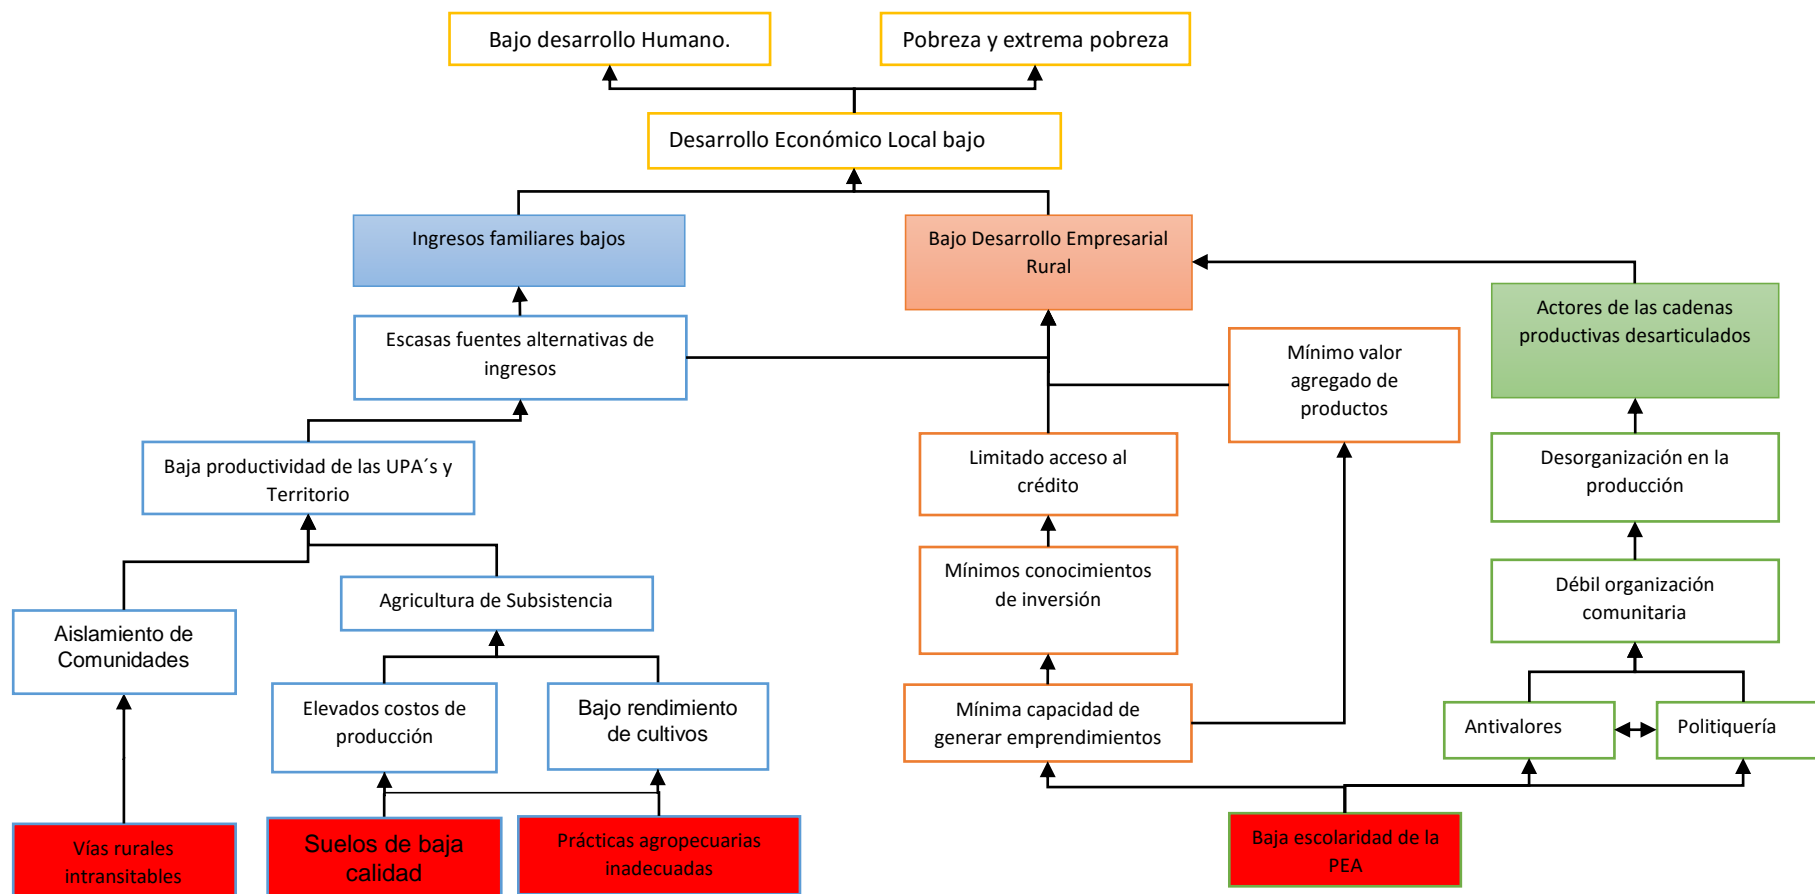 Bajo desarrollo Humano.
Pobreza y extrema pobreza
Desarrollo Económico Local bajo
Ingresos familiares bajos
Bajo Desarrollo Empresarial
Rural
Actores de las cadenas
productivas desarticulados
Escasas fuentes alternativas de
ingresos
Mínimo valor
agregado de
productos
Baja productividad de las UPA´s y
Territorio
Limitado acceso al
crédito
Desorganización en la
producción
Agricultura de Subsistencia
Mínimos conocimientos
de inversión
Débil organización
comunitaria
Aislamiento de
Comunidades
Elevados costos de
producción
Bajo rendimiento
de cultivos
Mínima capacidad de
generar emprendimientos
Antivalores
Politiquería
Vías rurales
intransitables
Suelos de baja
calidad
Prácticas agropecuarias
inadecuadas
Baja escolaridad de la
PEA